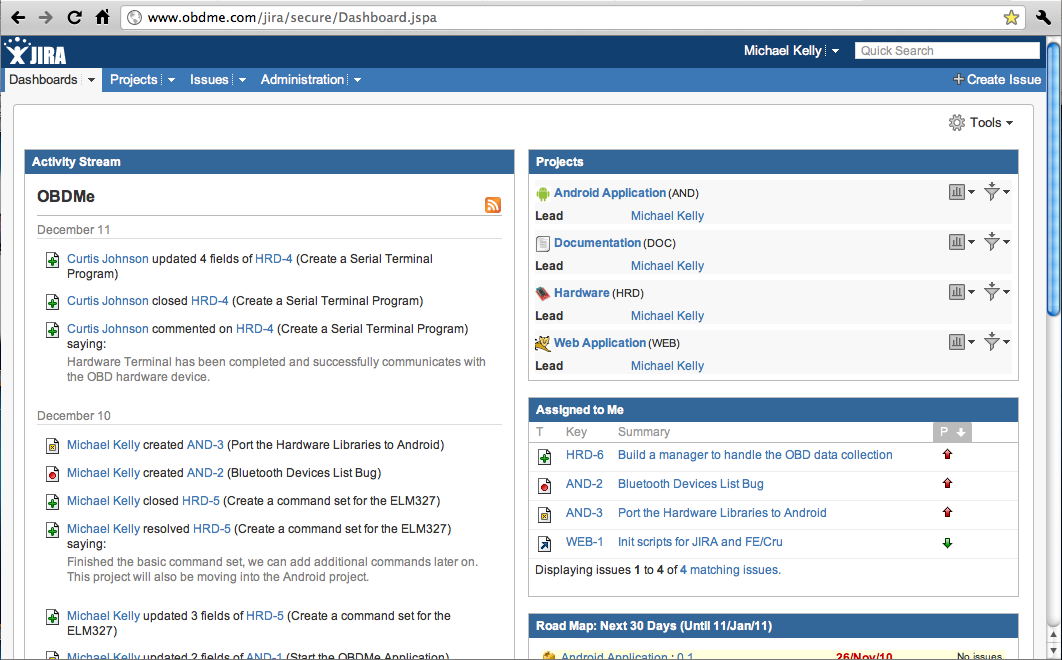 www.obdme.com/jira/secure/Dashboard.jspa
JIRA
Michael Kelly
Quick Search
Dashboards Projects Issues Administration
+ Create Issue
Tools
Activity Stream
OBDMe
December 11
Curtis Johnson updated 4 fields of HRD-4 (Create a Serial Terminal
Program)
Curtis Johnson closed HRD-4 (Create a Serial Terminal Program)
Curtis Johnson commented on HRD-4 (Create a Serial Terminal Program)
saying:
Hardware Terminal has been completed and successfully communicates with
the OBD hardware device.
December 10
Michael Kelly created AND-3 (Port the Hardware Libraries to Android)
Michael Kelly created AND-2 (Bluetooth Devices List Bug)
Michael Kelly closed HRD-5 (Create a command set for the ELM327)
Michael Kelly resolved HRD-5 (Create a command set for the ELM327)
saying:
Finished the basic command set, we can add additional commands later on.
This project will also be moving into the Android project.
Michael Kelly updated 3 fields of HRD-5 (Create a command set for the
ELM327)
Michael Kelly updated 2 fields of AND-1 (Start the OBDMe Application)
Projects
Android Application (AND)
Lead Michael Kelly
Documentation (DOC)
Lead Michael Kelly
Hardware (HRD)
Lead Michael Kelly
Web Application (WEB)
Lead Michael Kelly
Assigned to Me
T Key Summary P
HRD-6 Build a manager to handle the OBD data collection
AND-2 Bluetooth Devices List Bug
AND-3 Port the Hardware Libraries to Android
WEB-1 Init scripts for JIRA and FE/Cru
Displaying issues 1 to 4 of 4 matching issues.
Road Map: Next 30 Days (Until 11/Jan/11)
Android Application : 0.1 26/Nov/10 No issues